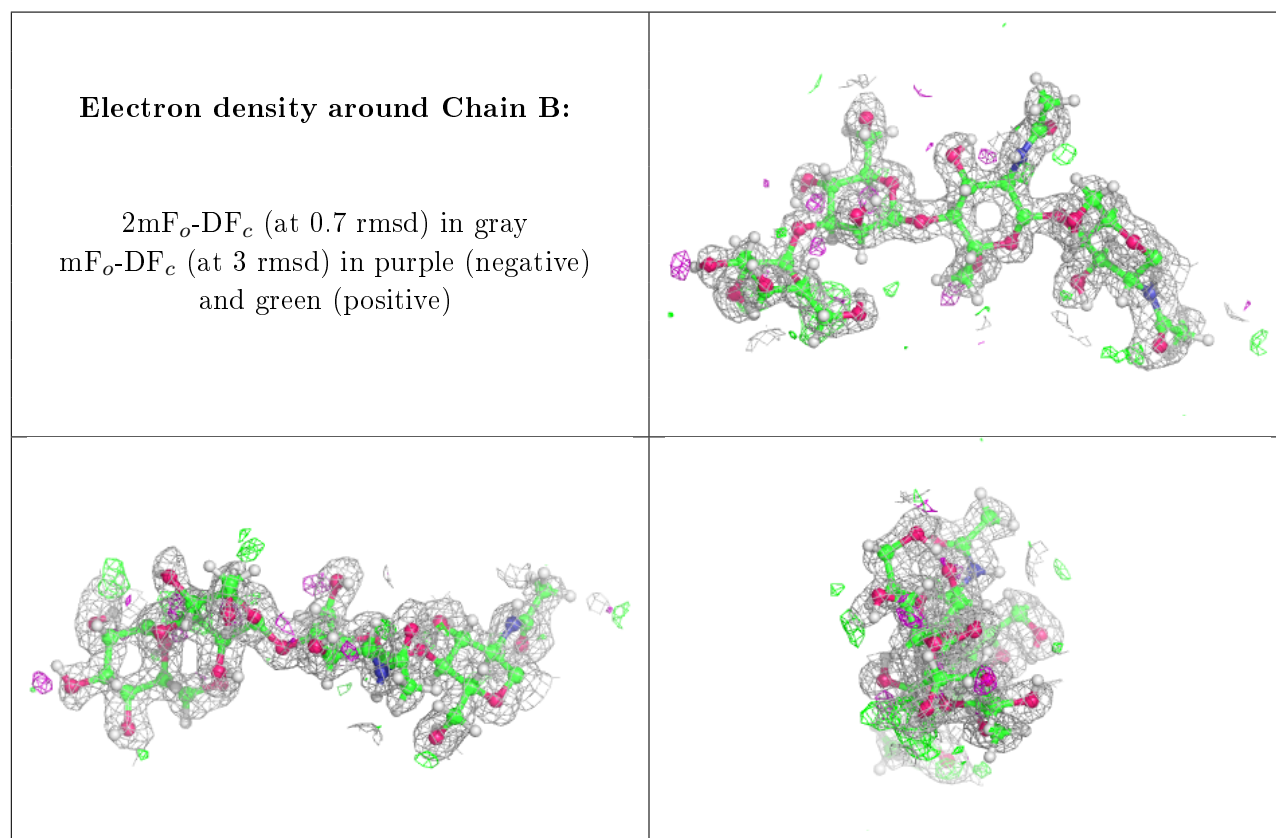 Electron density around Chain B:
2mFₒ-DF𝒸 (at 0.7 rmsd) in gray
mFₒ-DF𝒸 (at 3 rmsd) in purple (negative)
and green (positive)